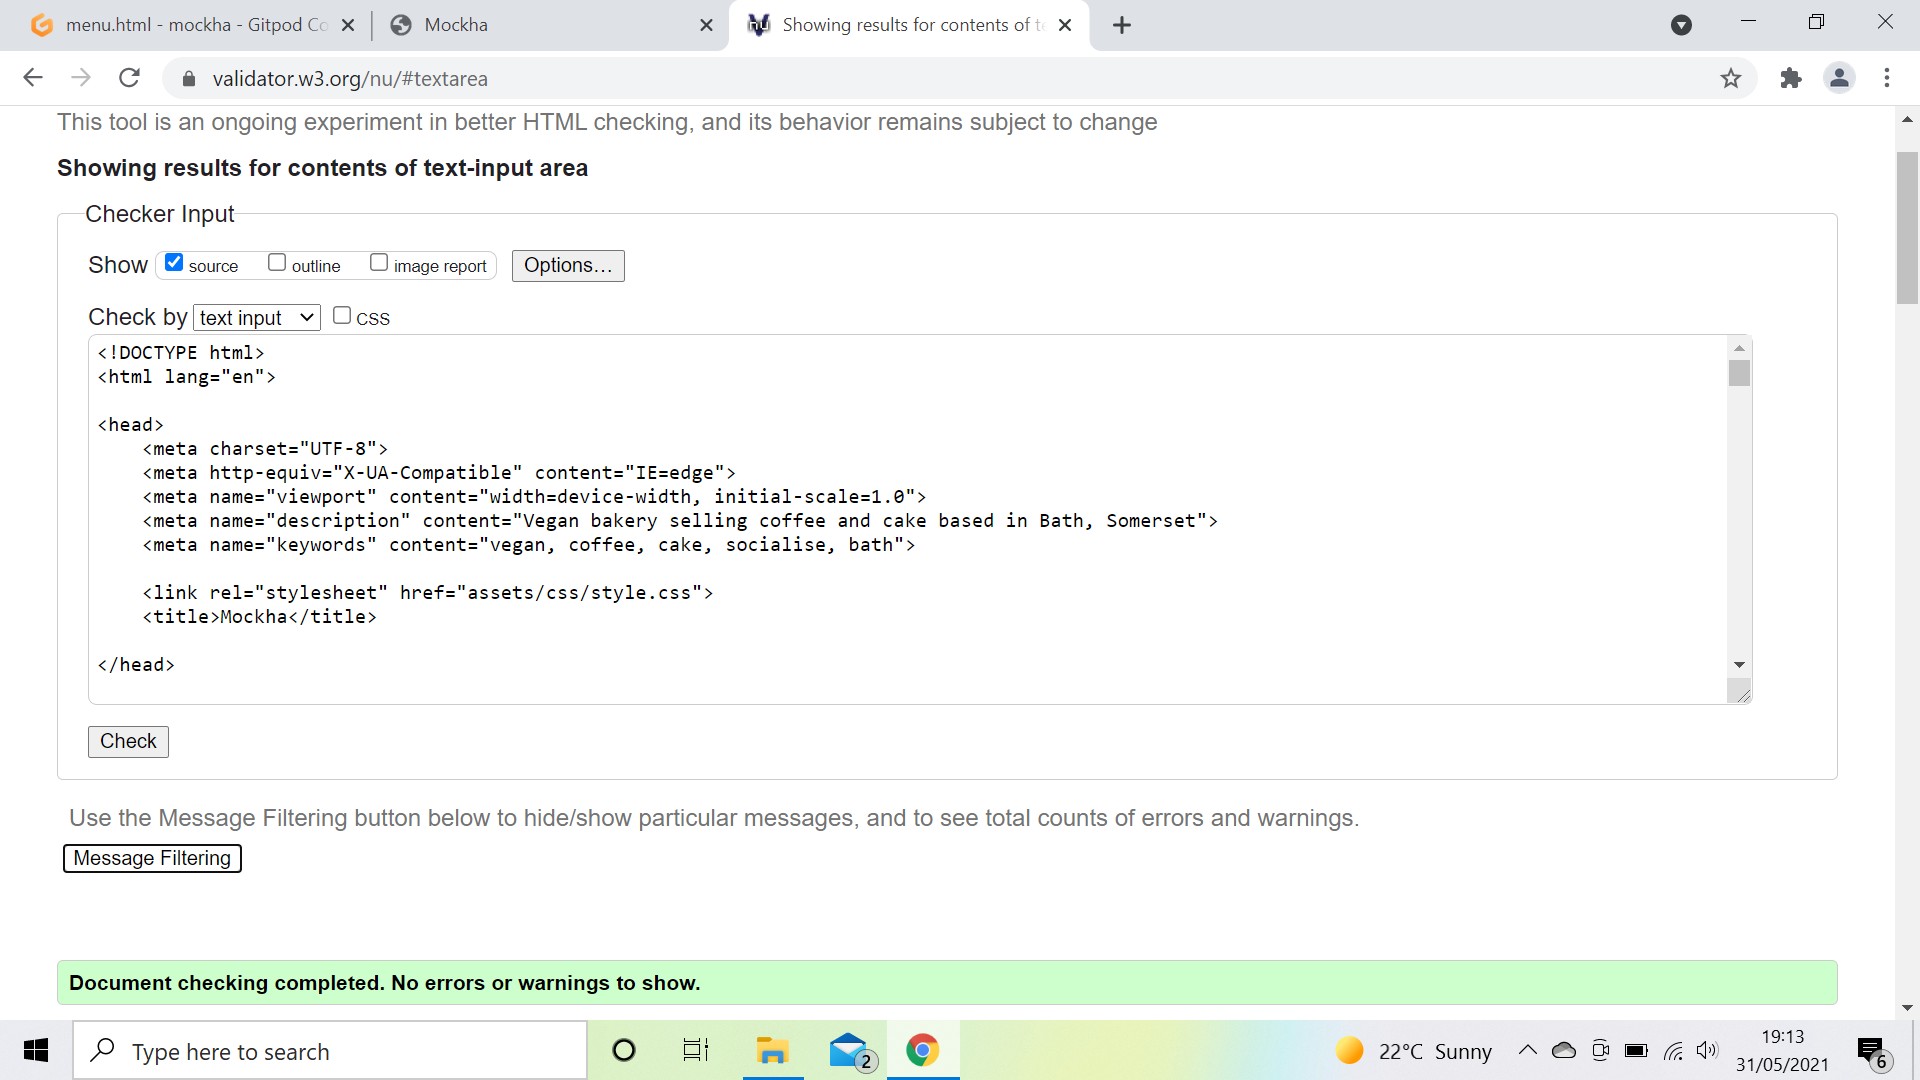 menu.html - mockha - Gitpod Co
Mockha
Showing results for contents of te
validator.w3.org/nu/#textarea
This tool is an ongoing experiment in better HTML checking, and its behavior remains subject to change
Showing results for contents of text-input area
Checker Input
Show source outline image report Options...
Check by text input CSS
<!DOCTYPE html>
<html lang="en">
<head>
<meta charset="UTF-8">
<meta http-equiv="X-UA-Compatible" content="IE=edge">
<meta name="viewport" content="width=device-width, initial-scale=1.0">
<meta name="description" content="Vegan bakery selling coffee and cake based in Bath, Somerset">
<meta name="keywords" content="vegan, coffee, cake, socialise, bath">
<link rel="stylesheet" href="assets/css/style.css">
<title>Mockha</title>
</head>
Check
Use the Message Filtering button below to hide/show particular messages, and to see total counts of errors and warnings.
Message Filtering
Document checking completed. No errors or warnings to show.
Type here to search
2
22°C Sunny
19:13
31/05/2021
6